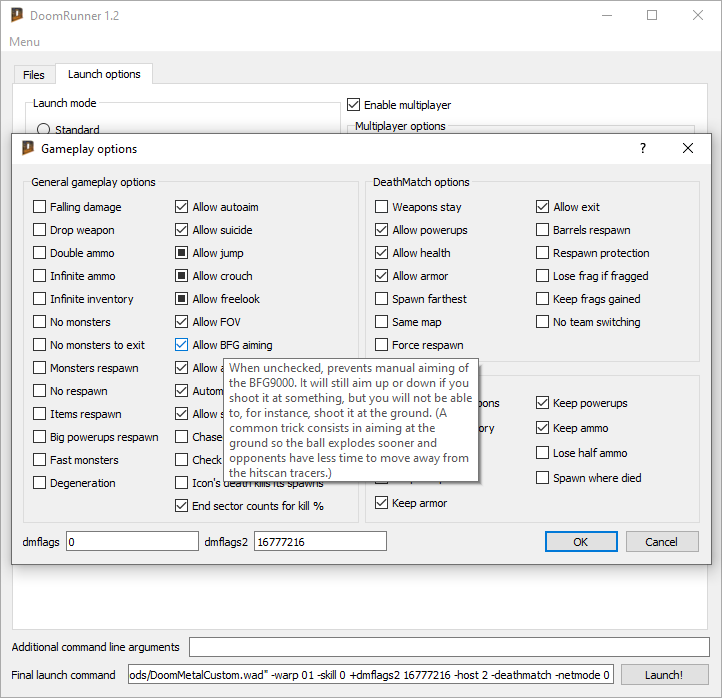 DoomRunner 1.2
Menu
Files
Launch options
Launch mode
Enable multiplayer
Standard
Multiplayer options
Gameplay options
?
General gameplay options
Falling damage
Drop weapon
Double ammo
Infinite ammo
Infinite inventory
No monsters
No monsters to exit
Monsters respawn
No respawn
Items respawn
Big powerups respawn
Fast monsters
Degeneration
Allow autoaim
Allow suicide
Allow jump
Allow crouch
Allow freelook
Allow FOV
Allow BFG aiming
Allow
Autom
Allow
Chase
Check
Icon's death kills its spawns
End sector counts for kill %
When unchecked, prevents manual aiming of
the BFG9000. It will still aim up or down if you
shoot it at something, but you will not be able
to, for instance, shoot it at the ground. (A
common trick consists in aiming at the
ground so the ball explodes sooner and
opponents have less time to move away from
the hitscan tracers.)
DeathMatch options
Weapons stay
Allow powerups
Allow health
Allow armor
Spawn farthest
Same map
Force respawn
Allow exit
Barrels respawn
Respawn protection
Lose frag if fragged
Keep frags gained
No team switching
pons
ory
Keep armor
Keep powerups
Keep ammo
Lose half ammo
Spawn where died
dmflags 0
dmflags2 16777216
OK
Cancel
Additional command line arguments
Final launch command ods/DoomMetalCustom.wad" -warp 01 -skill 0 +dmflags2 16777216 -host 2 -deathmatch -netmode 0
Launch!